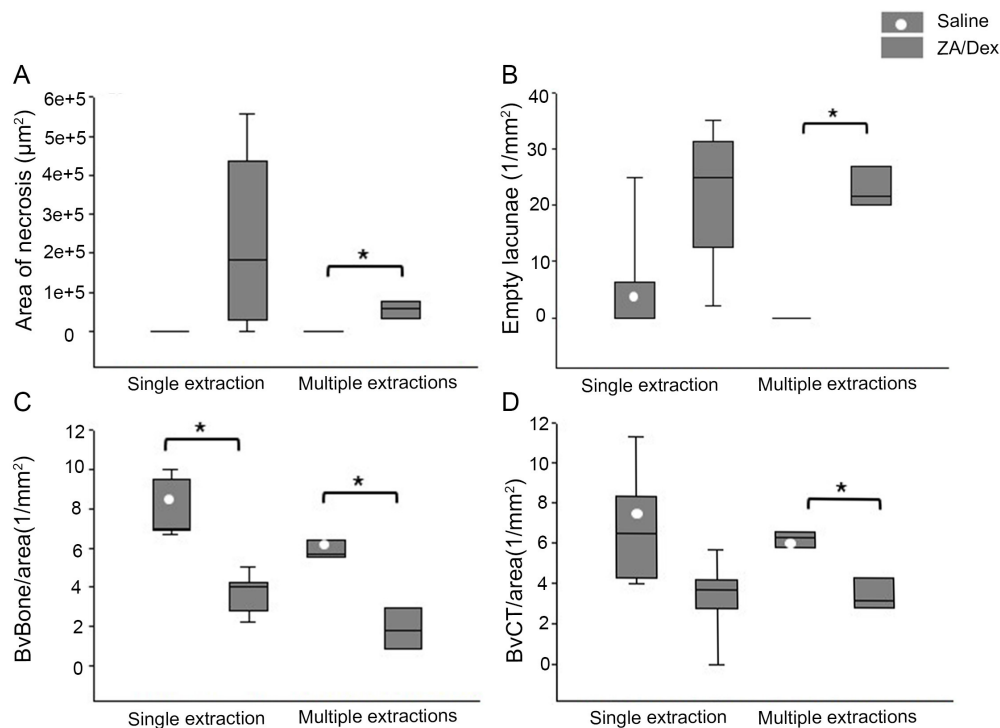 Saline
ZA/Dex
A
Area of necrosis (µm²)
6e+5
5e+5
4e+5
3e+5
2e+5
1e+5
0
*
Single extraction
Multiple extractions
B
Empty lacunae (1/mm²)
40
30
20
10
0
*
Single extraction
Multiple extractions
C
BvBone/area(1/mm²)
12
10
8
6
4
2
0
*
*
Single extraction
Multiple extractions
D
BvCT/area(1/mm²)
12
10
8
6
4
2
0
*
Single extraction
Multiple extractions